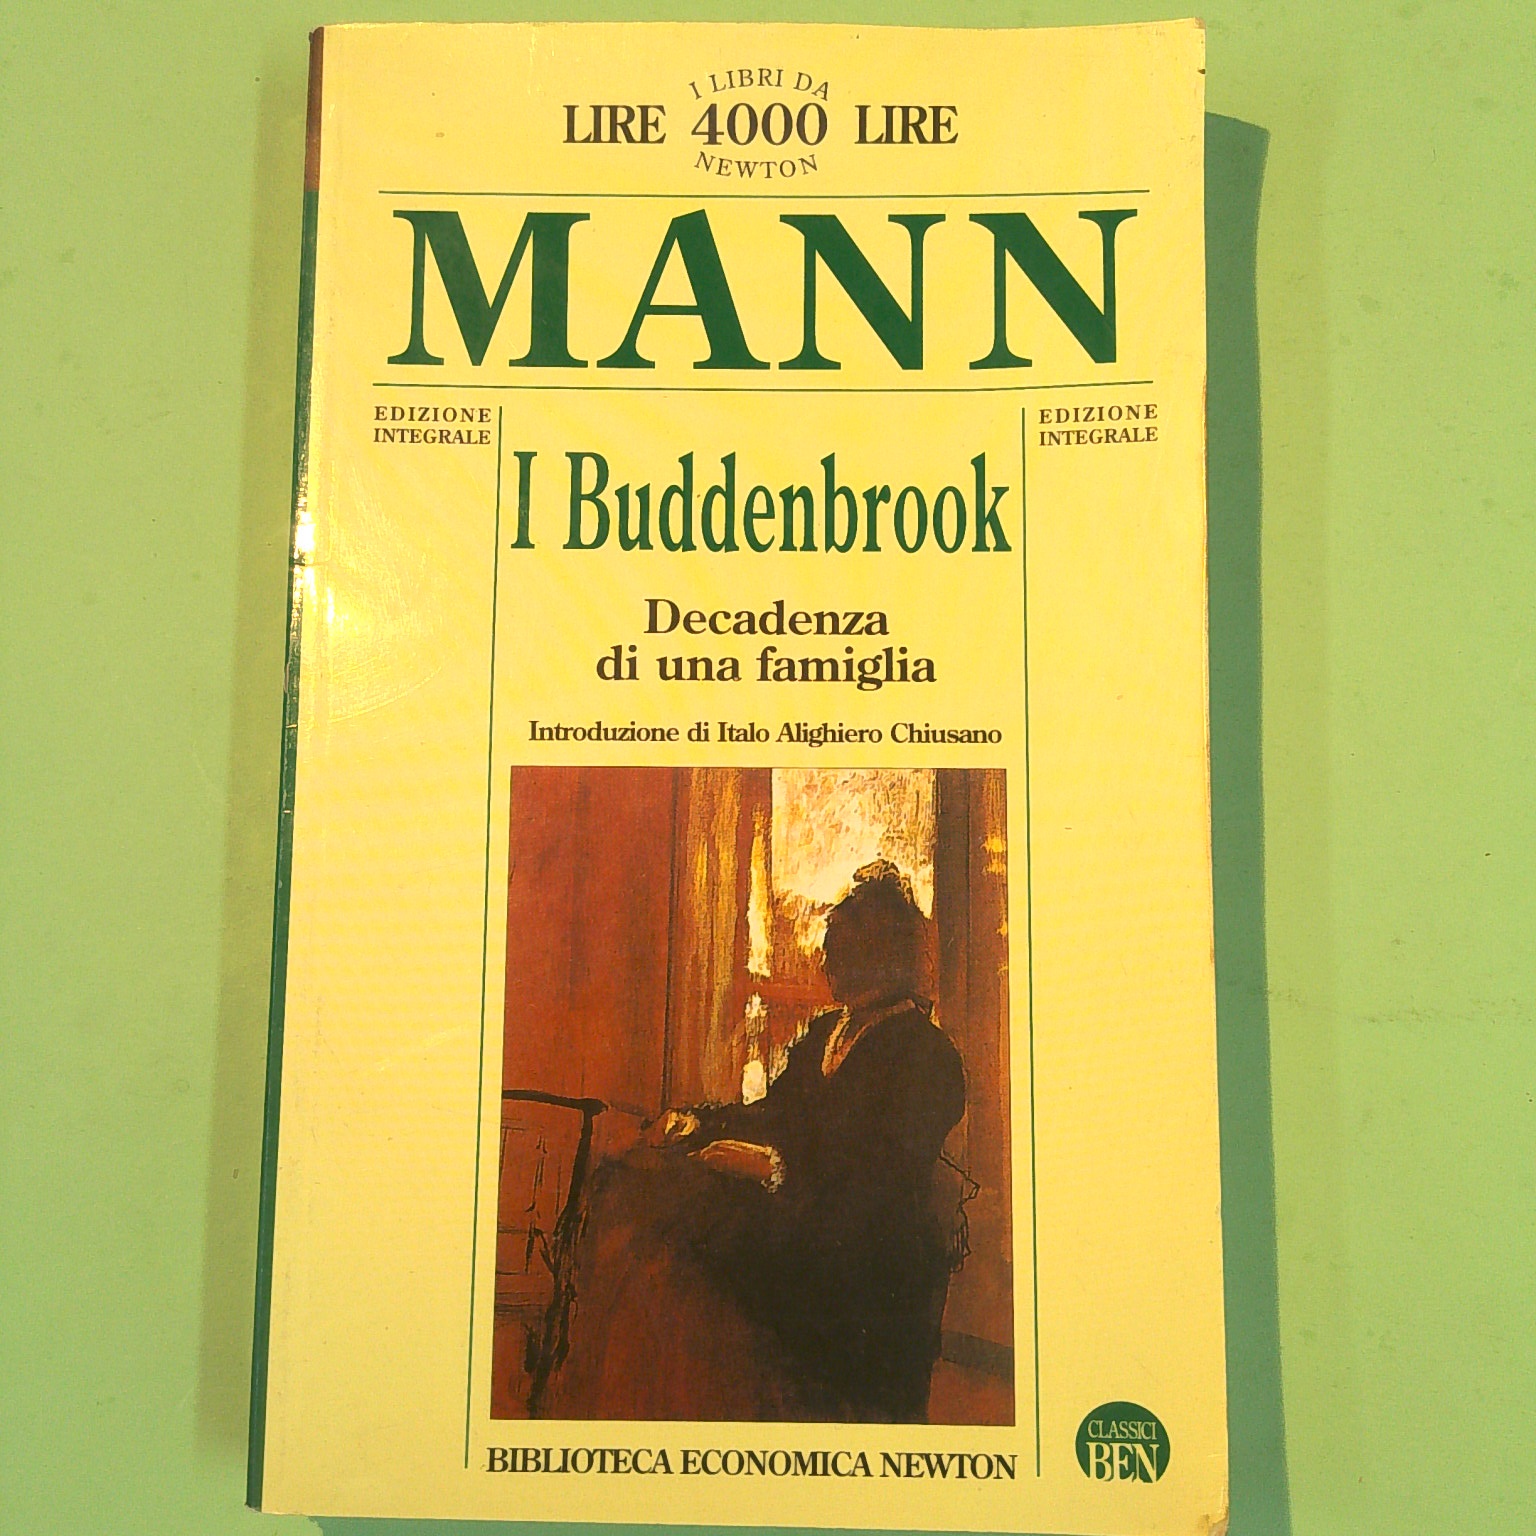 I LIBRI DA
LIRE 4000 LIRE
NEWTON
MANN
EDIZIONE
INTEGRALE
EDIZIONE
INTEGRALE
I Buddenbrook
Decadenza
di una famiglia
Introduzione di Italo Alighiero Chiusano
BIBLIOTECA ECONOMICA NEWTON
CLASSICI
BEN